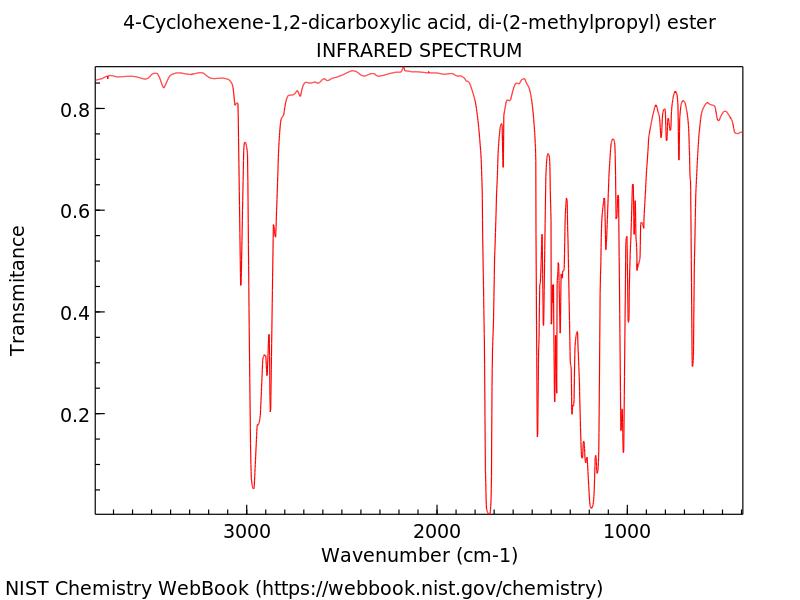 4-Cyclohexene-1,2-dicarboxylic acid, di-(2-methylpropyl) ester
INFRARED SPECTRUM
0.8
0.6
0.4
0.2
Transmitance
3000 2000 1000
Wavenumber (cm-1)
NIST Chemistry WebBook (https://webbook.nist.gov/chemistry)